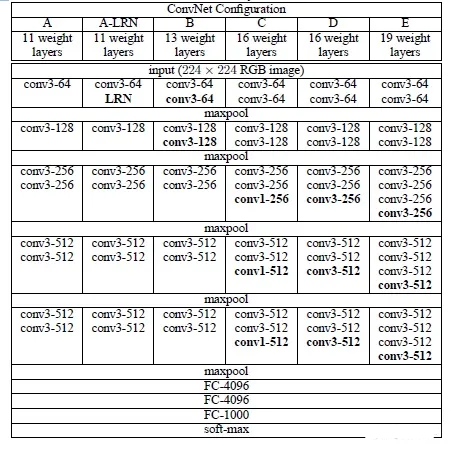 ConvNet Configuration
A A-LRN B C D E
11 weight 11 weight 13 weight 16 weight 16 weight 19 weight
layers layers layers layers layers layers
input (224 × 224 RGB image)
conv3-64 conv3-64 conv3-64 conv3-64 conv3-64 conv3-64
LRN conv3-64 conv3-64 conv3-64 conv3-64
maxpool
conv3-128 conv3-128 conv3-128 conv3-128 conv3-128 conv3-128
conv3-128 conv3-128 conv3-128 conv3-128
maxpool
conv3-256 conv3-256 conv3-256 conv3-256 conv3-256 conv3-256
conv3-256 conv3-256 conv3-256 conv3-256 conv3-256 conv3-256
conv1-256 conv3-256 conv3-256
conv3-256
maxpool
conv3-512 conv3-512 conv3-512 conv3-512 conv3-512 conv3-512
conv3-512 conv3-512 conv3-512 conv3-512 conv3-512 conv3-512
conv1-512 conv3-512 conv3-512
conv3-512
maxpool
conv3-512 conv3-512 conv3-512 conv3-512 conv3-512 conv3-512
conv3-512 conv3-512 conv3-512 conv3-512 conv3-512 conv3-512
conv1-512 conv3-512 conv3-512
conv3-512
maxpool
FC-4096
FC-4096
FC-1000
soft-max